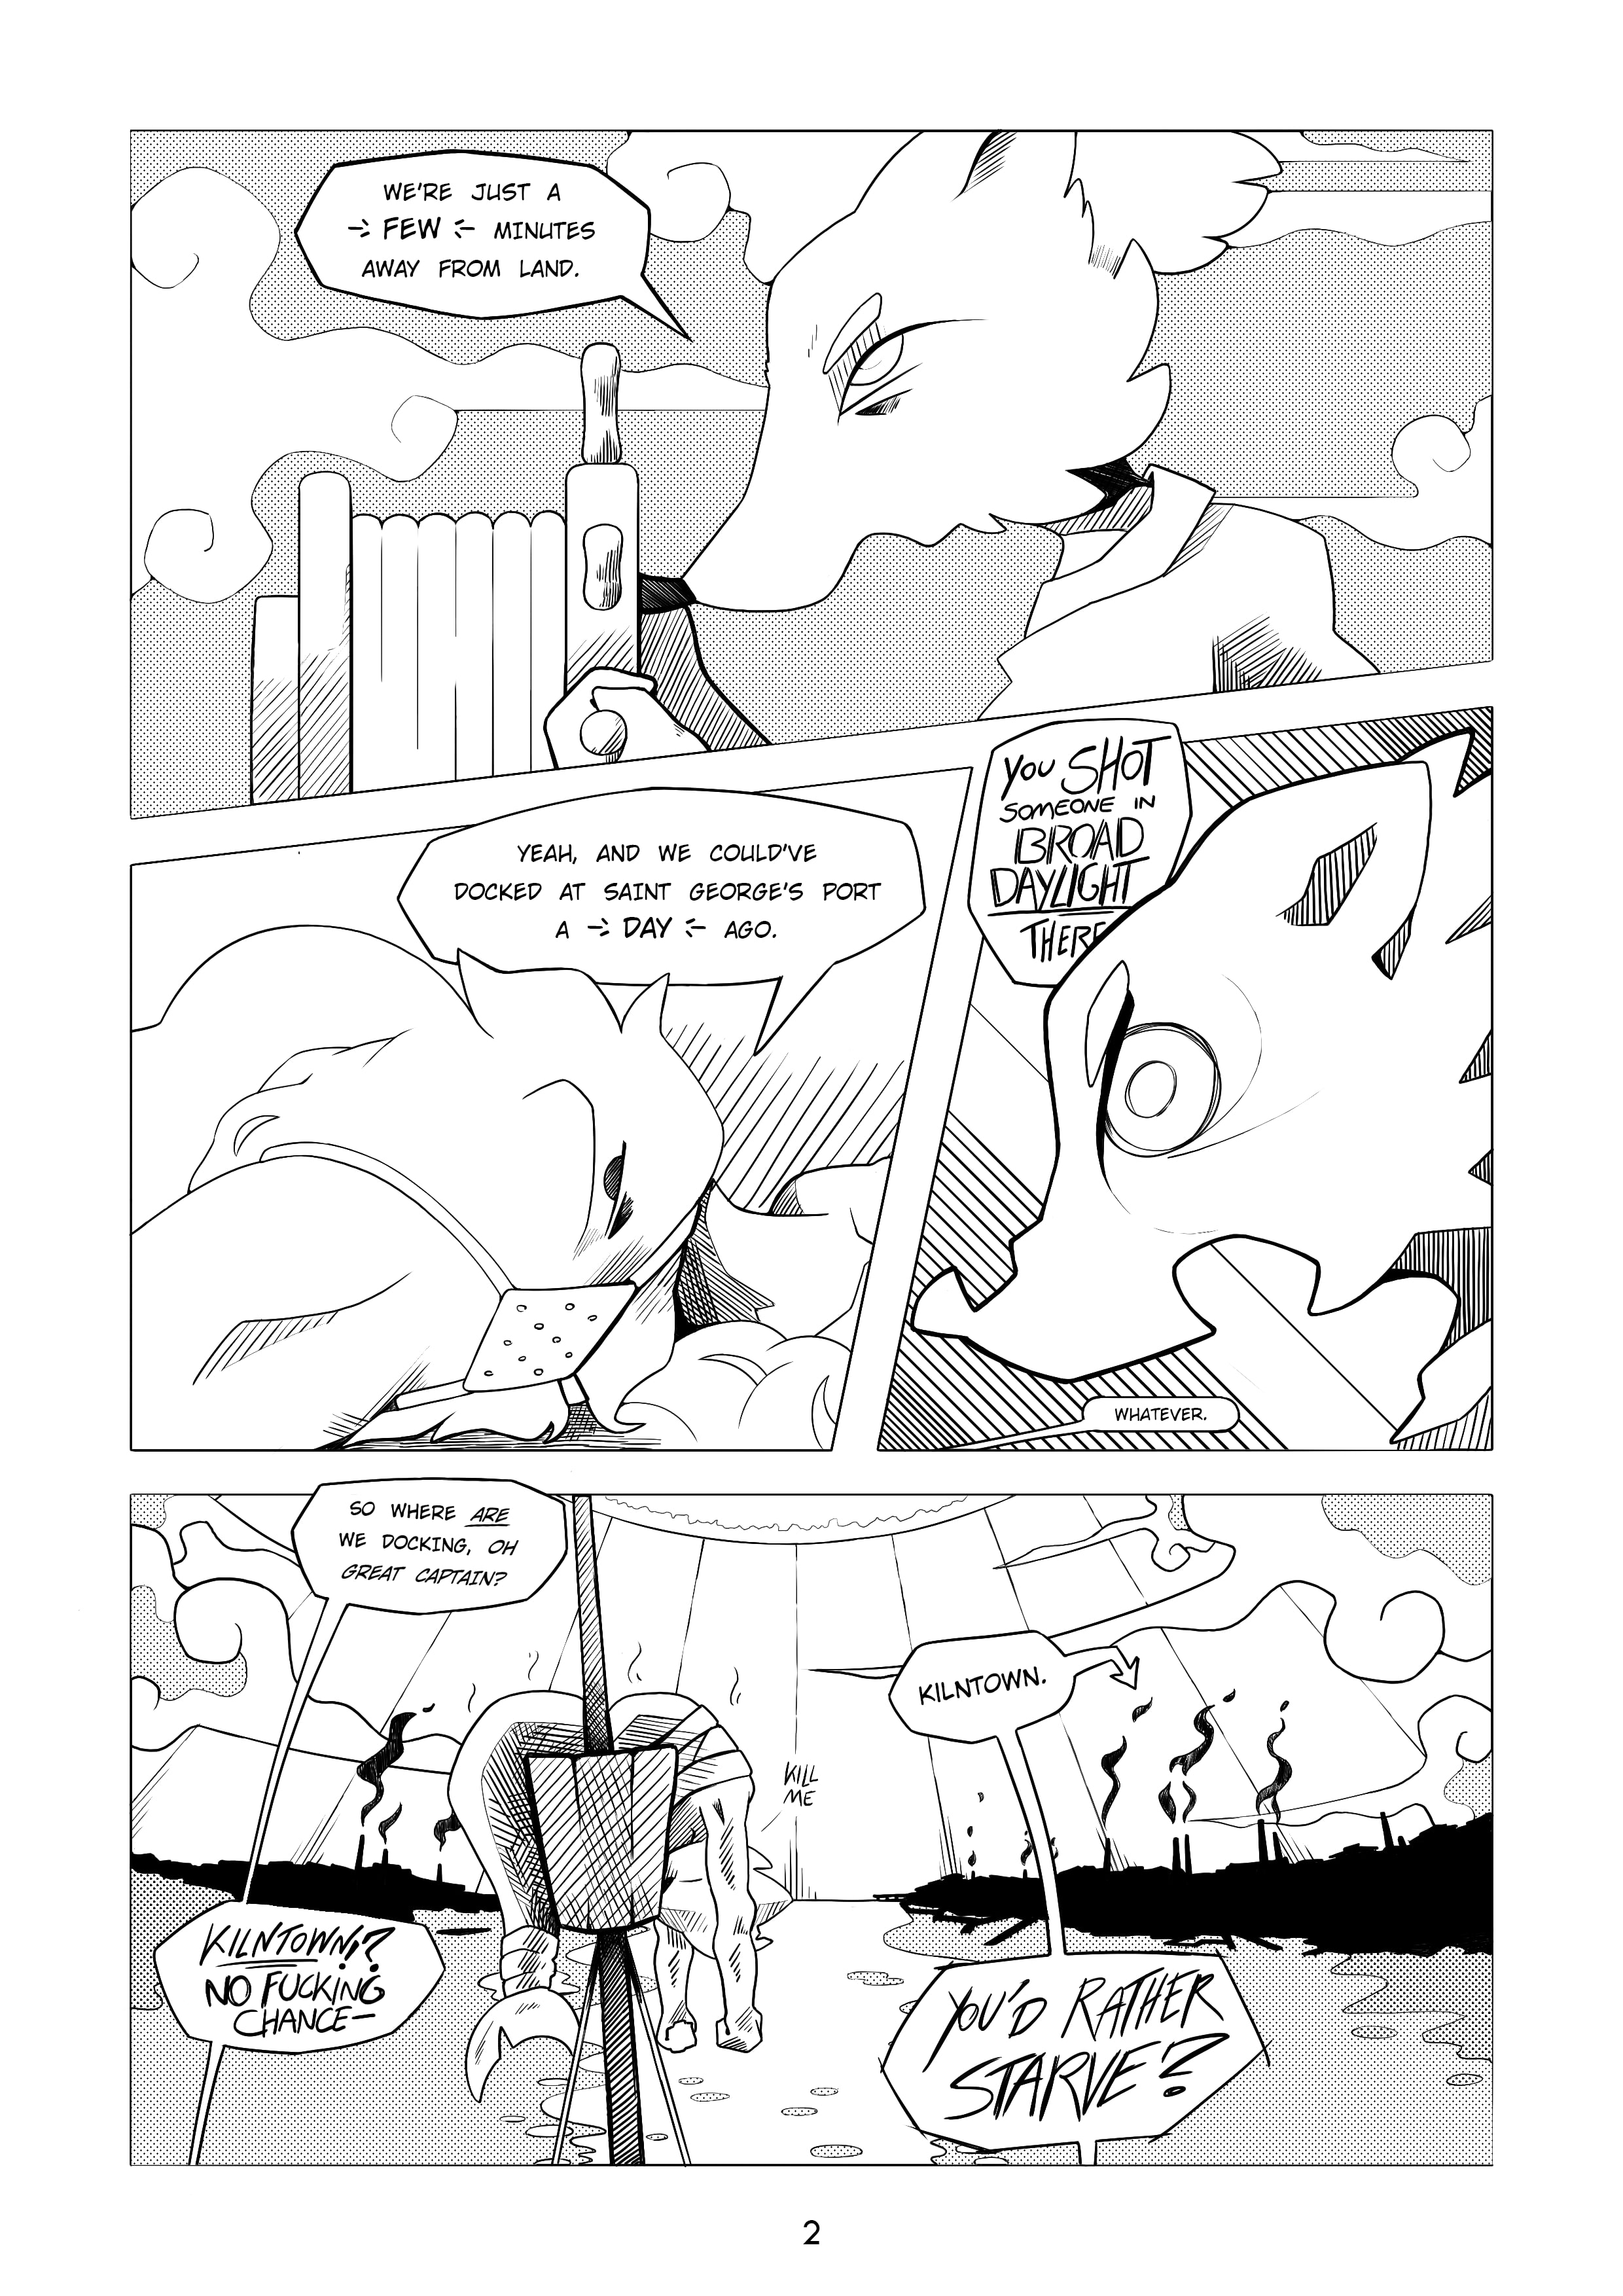 WE'RE JUST A
FEW MINUTES
AWAY FROM LAND.
YEAH, AND WE COULD'VE
DOCKED AT SAINT GEORGE'S PORT
A DAY AGO.
YOU SHOT
SOMEONE IN
BROAD
DAYLIGHT
THERE
WHATEVER.
SO WHERE ARE
WE DOCKING, OH
GREAT CAPTAIN?
KILNTOWN.
KILL
ME
KILNTOWN!?
NO FUCKING
CHANCE—
YOU'D RATHER
STARVE?
2